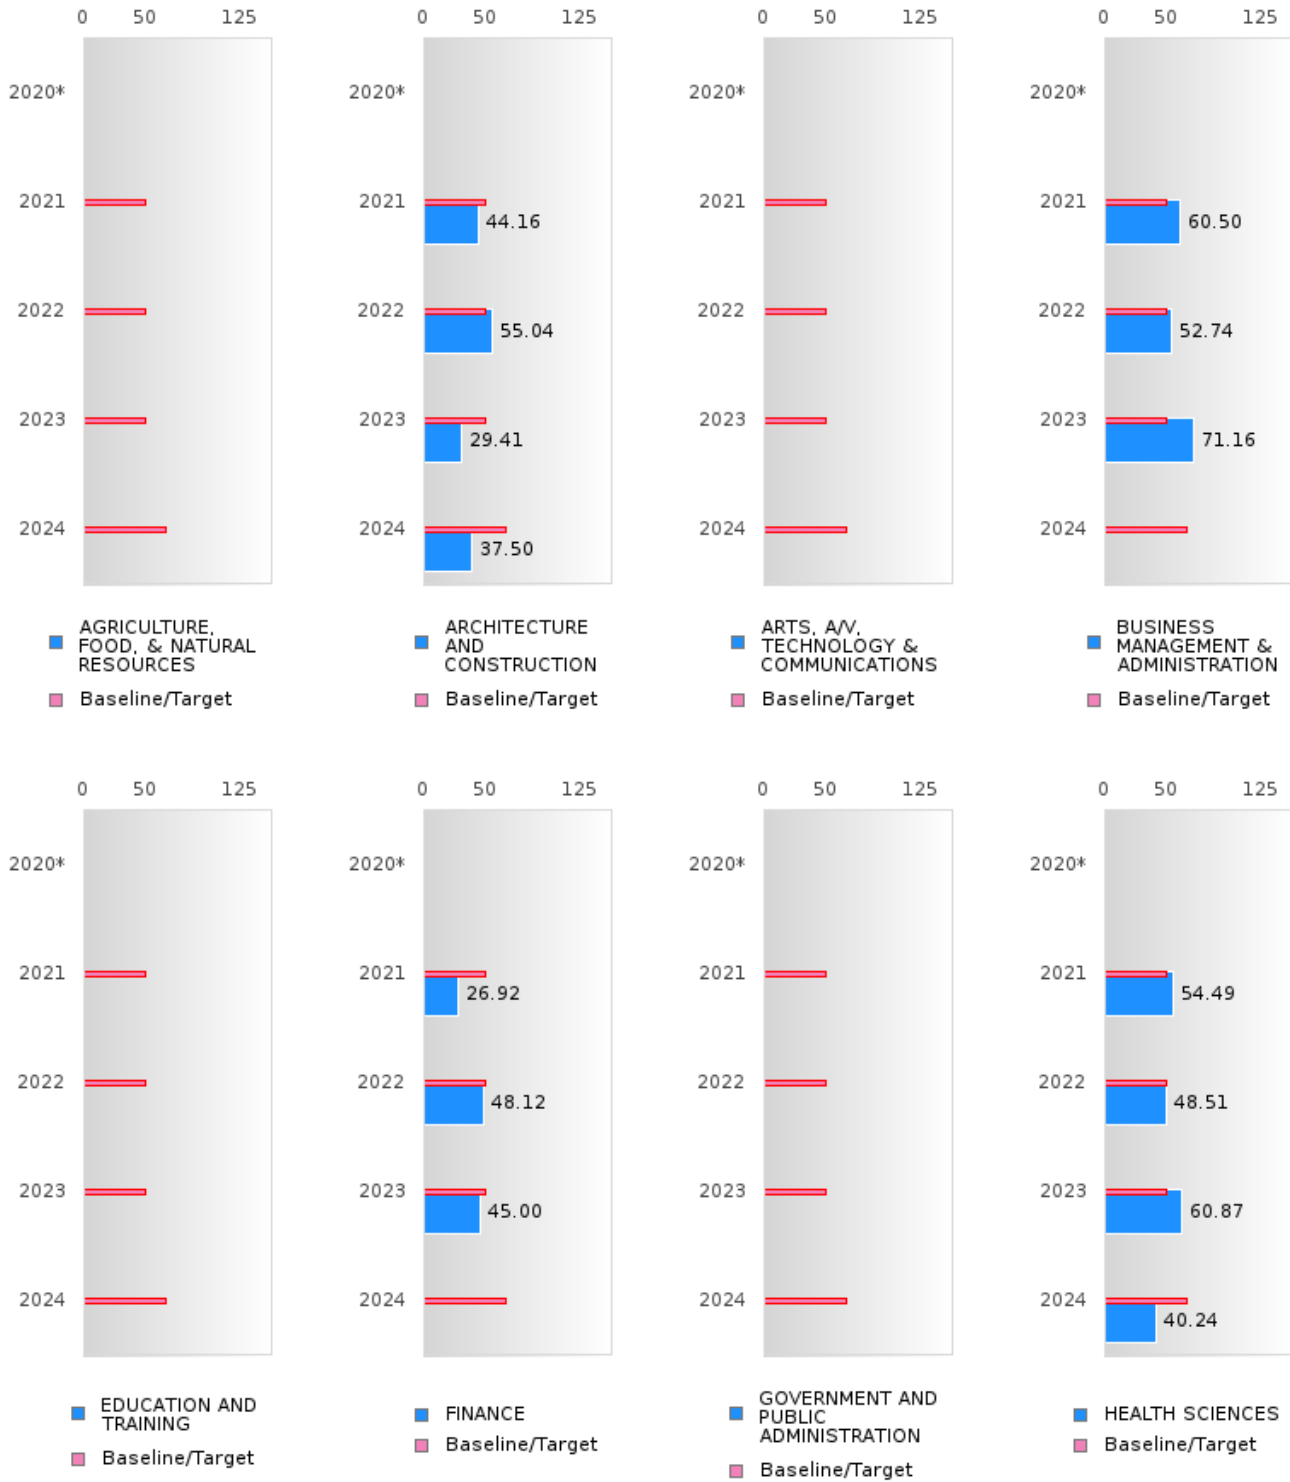 0 50 125
2020*
2021
2022
2023
2024
AGRICULTURE,
FOOD, & NATURAL
RESOURCES
Baseline/Target
0 50 125
2020*
2021
44.16
2022
55.04
2023
29.41
2024
37.50
ARCHITECTURE
AND
CONSTRUCTION
Baseline/Target
0 50 125
2020*
2021
2022
2023
2024
ARTS, A/V,
TECHNOLOGY &
COMMUNICATIONS
Baseline/Target
0 50 125
2020*
2021
60.50
2022
52.74
2023
71.16
2024
BUSINESS
MANAGEMENT &
ADMINISTRATION
Baseline/Target
0 50 125
2020*
2021
2022
2023
2024
EDUCATION AND
TRAINING
Baseline/Target
0 50 125
2020*
2021
26.92
2022
48.12
2023
45.00
2024
FINANCE
Baseline/Target
0 50 125
2020*
2021
2022
2023
2024
GOVERNMENT AND
PUBLIC
ADMINISTRATION
Baseline/Target
0 50 125
2020*
2021
54.49
2022
48.51
2023
60.87
2024
40.24
HEALTH SCIENCES
Baseline/Target